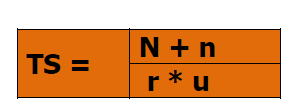 TS =
N + n
r * u